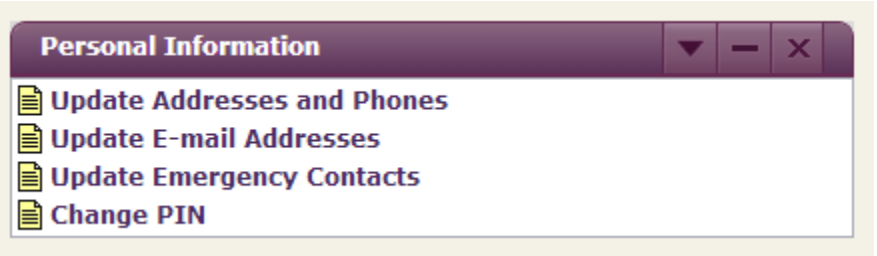 Personal Information
Update Addresses and Phones
Update E-mail Addresses
Update Emergency Contacts
Change PIN